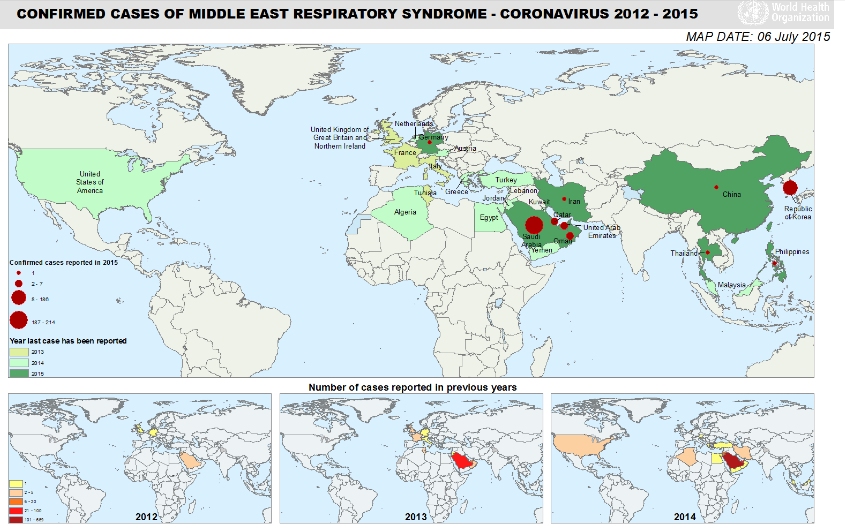 CONFIRMED CASES OF MIDDLE EAST RESPIRATORY SYNDROME - CORONAVIRUS 2012 - 2015
World Health
Organization
MAP DATE: 06 July 2015
United Kingdom of
Great Britain and
Northern Ireland
Netherlands
Germany
France
Austria
Italy
United
States of
America
Tunisia
Greece
Turkey
Lebanon
Jordan
Kuwait
Iran
Algeria
Egypt
Qatar
United Arab
Emirates
Saudi
Arabia
Oman
Yemen
China
Republic
of Korea
Thailand
Philippines
Malaysia
Confirmed cases reported in 2015
1
2 - 7
8 - 186
187 - 214
Year last case has been reported
2013
2014
2015
Number of cases reported in previous years
2012
2013
2014